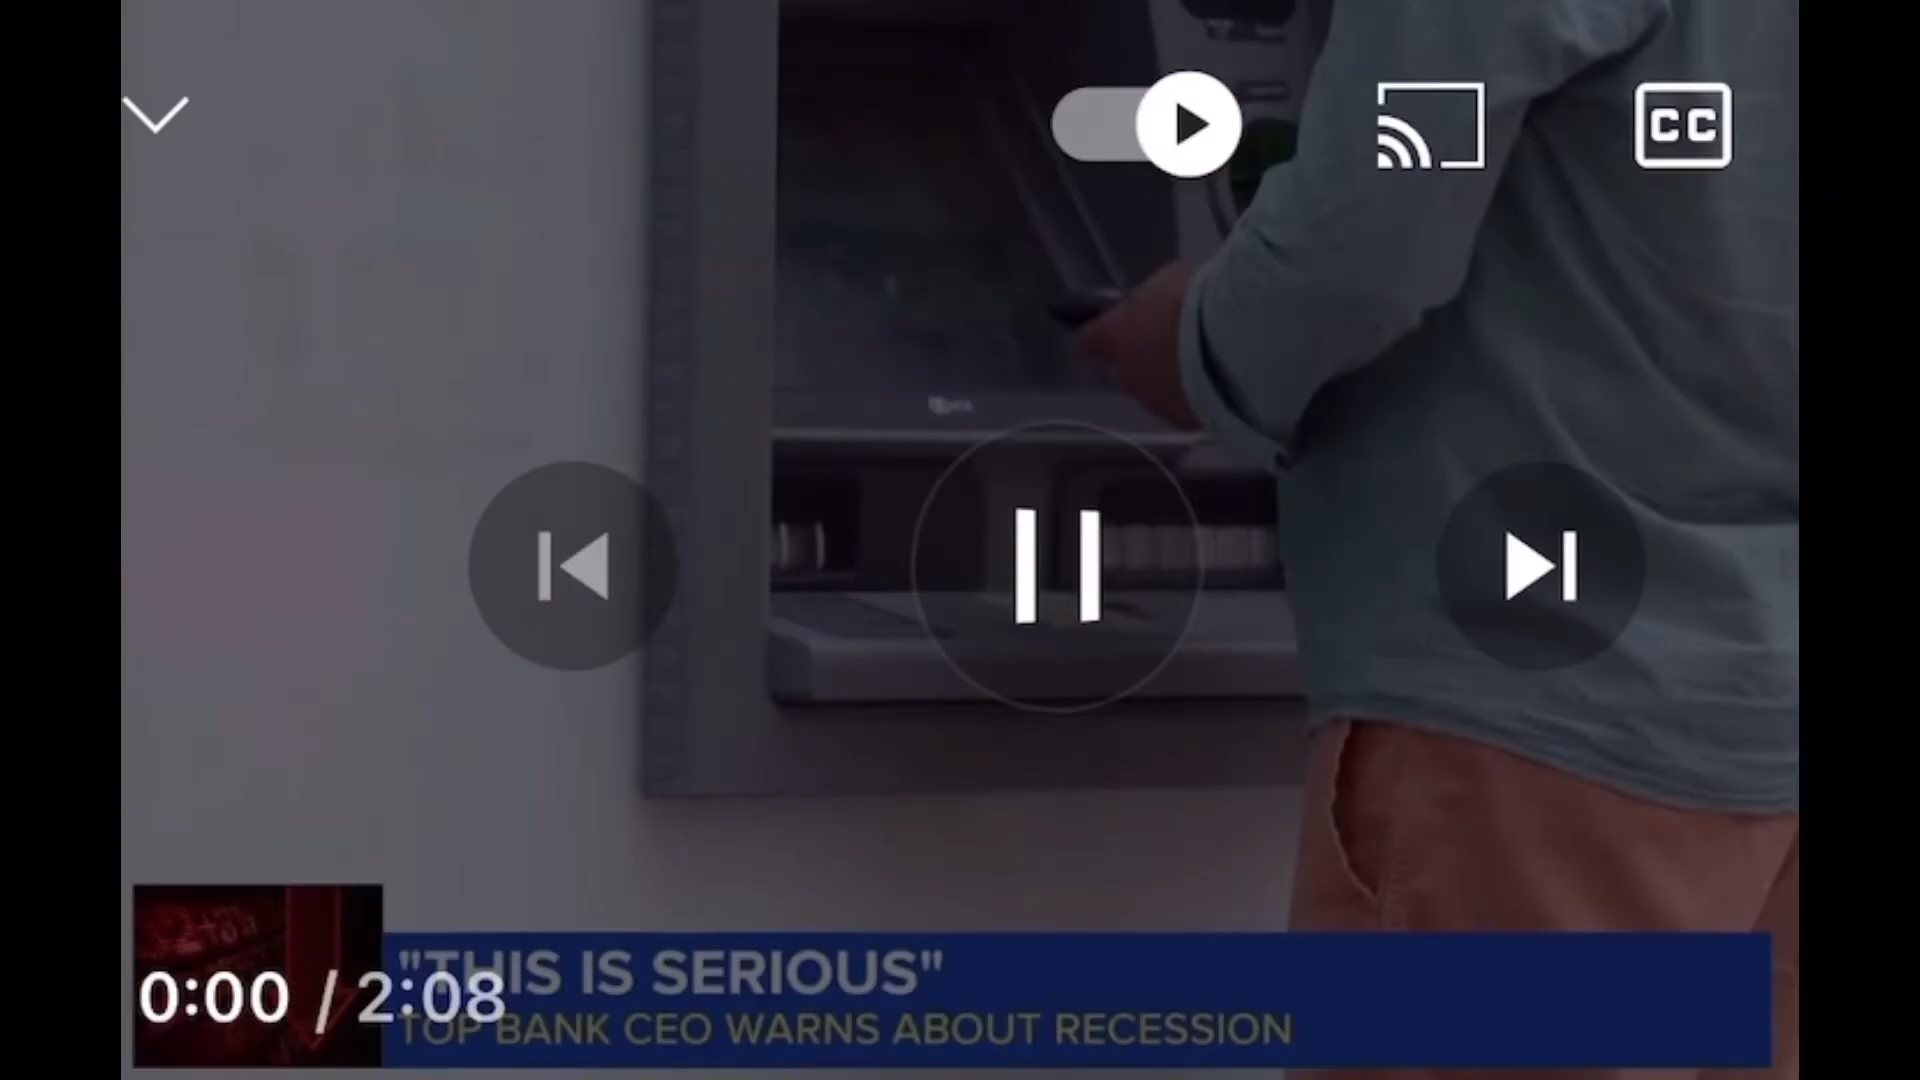 CC
"THIS IS SERIOUS"
0:00 / 2:08
TOP BANK CEO WARNS ABOUT RECESSION